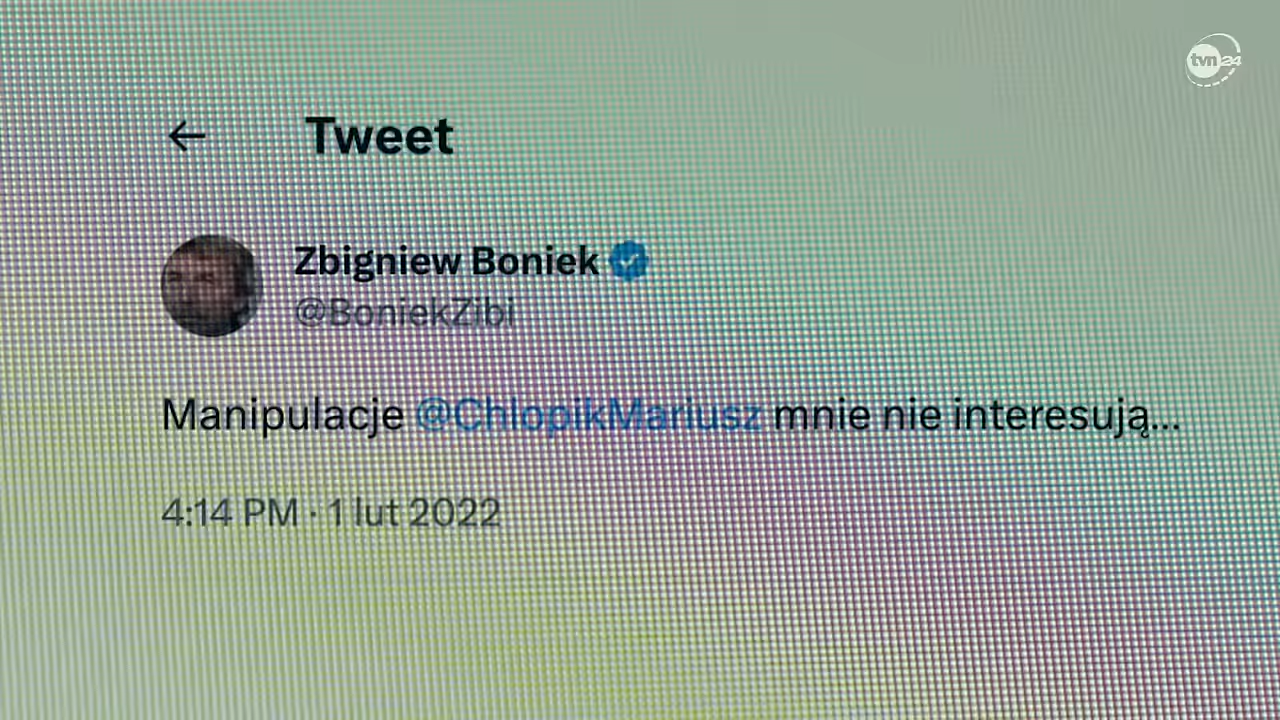 tvn24
Tweet
Zbigniew Boniek
@BoniekZibi
Manipulacje @ChlopikMariusz mnie nie interesują...
4:14 PM · 1 lut 2022